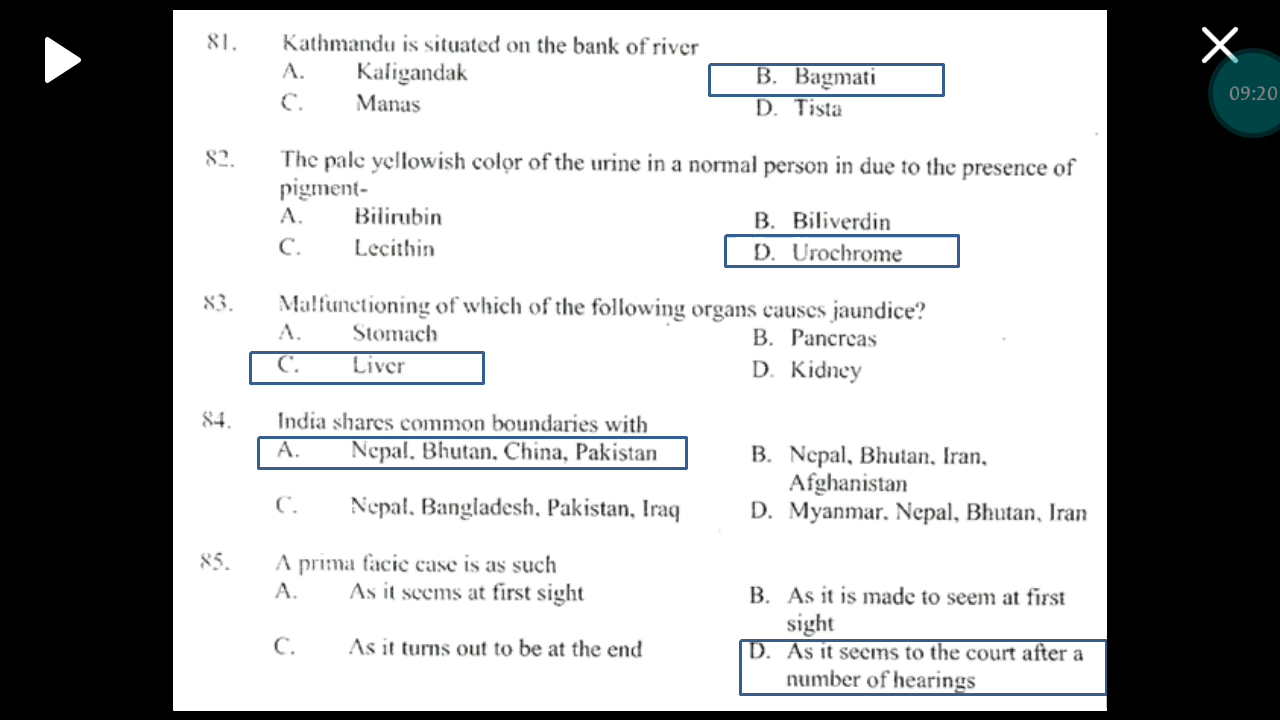 81. Kathmandu is situated on the bank of river
A. Kaligandak B. Bagmati
C. Manas D. Tista
82. The pale yellowish color of the urine in a normal person in due to the presence of
pigment-
A. Bilirubin B. Biliverdin
C. Lecithin D. Urochrome
83. Malfunctioning of which of the following organs causes jaundice?
A. Stomach B. Pancreas
C. Liver D. Kidney
84. India shares common boundaries with
A. Nepal, Bhutan, China, Pakistan B. Nepal, Bhutan, Iran,
Afghanistan
C. Nepal, Bangladesh, Pakistan, Iraq D. Myanmar, Nepal, Bhutan, Iran
85. A prima facie case is as such
A. As it seems at first sight B. As it is made to seem at first
sight
C. As it turns out to be at the end D. As it seems to the court after a
number of hearings
09:20